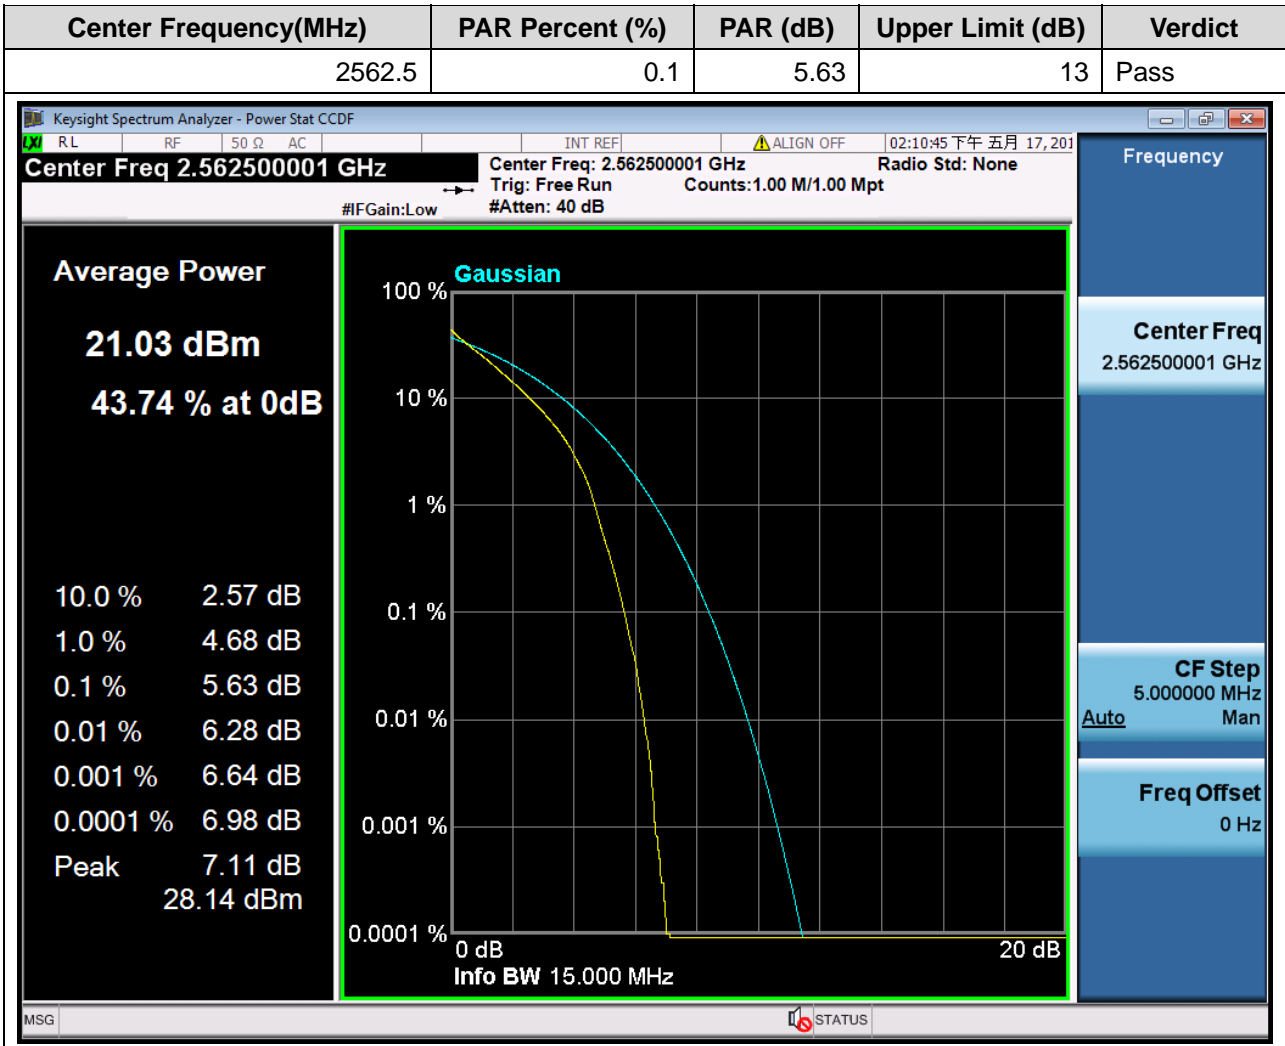 Center Frequency(MHz) PAR Percent (%) PAR (dB) Upper Limit (dB) Verdict
2562.5 0.1 5.63 13 Pass
Keysight Spectrum Analyzer - Power Stat CCDF
LXI RL RF 50 Ω AC INT REF ALIGN OFF 02:10:45 下午 五月 17, 201
Center Freq 2.562500001 GHz
#IFGain:Low
Center Freq: 2.562500001 GHz Radio Std: None
Trig: Free Run Counts:1.00 M/1.00 Mpt
#Atten: 40 dB
Average Power
21.03 dBm
43.74 % at 0dB
10.0 % 2.57 dB
1.0 % 4.68 dB
0.1 % 5.63 dB
0.01 % 6.28 dB
0.001 % 6.64 dB
0.0001 % 6.98 dB
Peak 7.11 dB
28.14 dBm
Gaussian
100 %
10 %
1 %
0.1 %
0.01 %
0.001 %
0.0001 %
0 dB 20 dB
Info BW 15.000 MHz
Frequency
Center Freq
2.562500001 GHz
CF Step
5.000000 MHz
Auto Man
Freq Offset
0 Hz
MSG STATUS